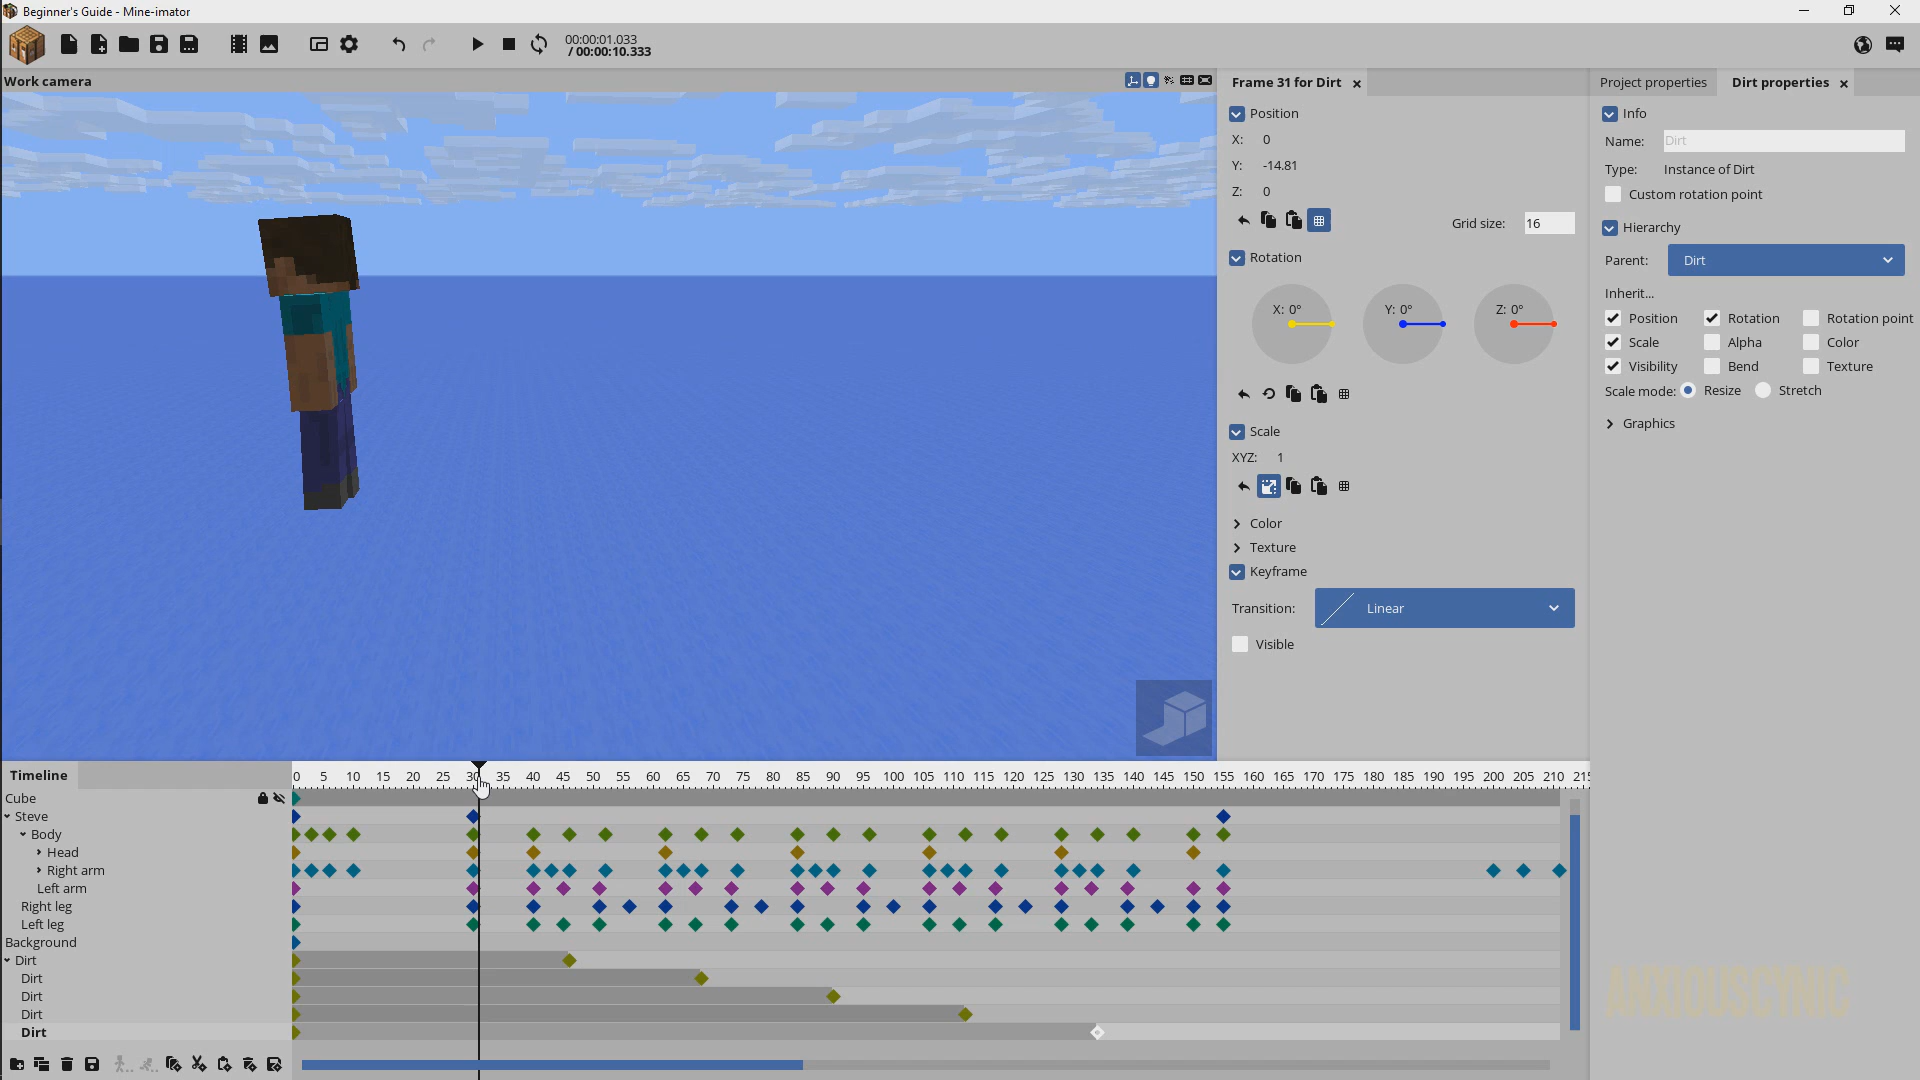 Beginner's Guide - Mine-imator
00:00:01.033
/ 00:00:10.333
Work camera
Frame 31 for Dirt
Position
X: 0
Y: -14.81
Z: 0
Grid size: 16
Rotation
X: 0° Y: 0° Z: 0°
Scale
XYZ: 1
Color
Texture
Keyframe
Transition: Linear
Visible
Project properties Dirt properties
Info
Name: Dirt
Type: Instance of Dirt
Custom rotation point
Hierarchy
Parent: Dirt
Inherit...
Position Rotation Rotation point
Scale Alpha Color
Visibility Bend Texture
Scale mode: Resize Stretch
Graphics
Timeline
0 5 10 15 20 25 30 35 40 45 50 55 60 65 70 75 80 85 90 95 100 105 110 115 120 125 130 135 140 145 150 155 160 165 170 175 180 185 190 195 200 205 210 215
Cube
Steve
Body
Head
Right arm
Left arm
Right leg
Left leg
Background
Dirt
Dirt
Dirt
Dirt
Dirt
ANXIOUSCYNIC